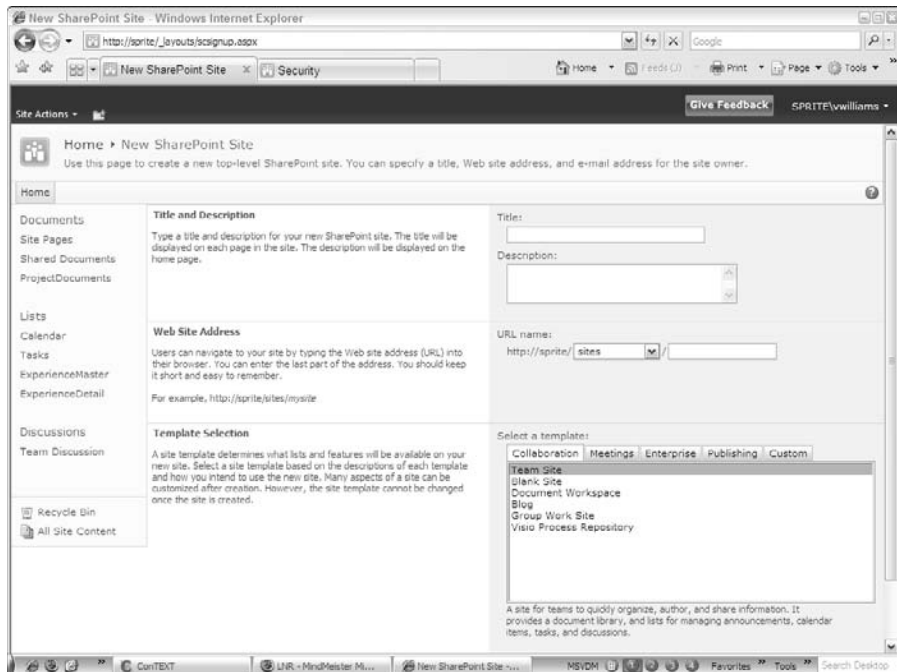 New SharePoint Site - Windows Internet Explorer
http://sprite/_layouts/scsignup.aspx
Google
New SharePoint Site
Security
Home
Feeds (J)
Print
Page
Tools
Site Actions
Give Feedback
SPRITE\vwilliams
Home › New SharePoint Site
Use this page to create a new top-level SharePoint site. You can specify a title, Web site address, and e-mail address for the site owner.
Home
Documents
Site Pages
Shared Documents
ProjectDocuments
Lists
Calendar
Tasks
ExperienceMaster
ExperienceDetail
Discussions
Team Discussion
Recycle Bin
All Site Content
Title and Description
Type a title and description for your new SharePoint site. The title will be
displayed on each page in the site. The description will be displayed on the
home page.
Title:
Description:
Web Site Address
Users can navigate to your site by typing the Web site address (URL) into
their browser. You can enter the last part of the address. You should keep
it short and easy to remember.
For example, http://sprite/sites/mysite
URL name:
http://sprite/ sites /
Template Selection
A site template determines what lists and features will be available on your
new site. Select a site template based on the descriptions of each template
and how you intend to use the new site. Many aspects of a site can be
customized after creation. However, the site template cannot be changed
once the site is created.
Select a template:
Collaboration Meetings Enterprise Publishing Custom
Team Site
Blank Site
Document Workspace
Blog
Group Work Site
Visio Process Repository
A site for teams to quickly organize, author, and share information. It
provides a document library, and lists for managing announcements, calendar
items, tasks, and discussions.
ConTEXT
LNR - MindMeister Mi...
New SharePoint Site -...
MSVDM
1 2 3 4
Favorites
Tools
Search Desktop